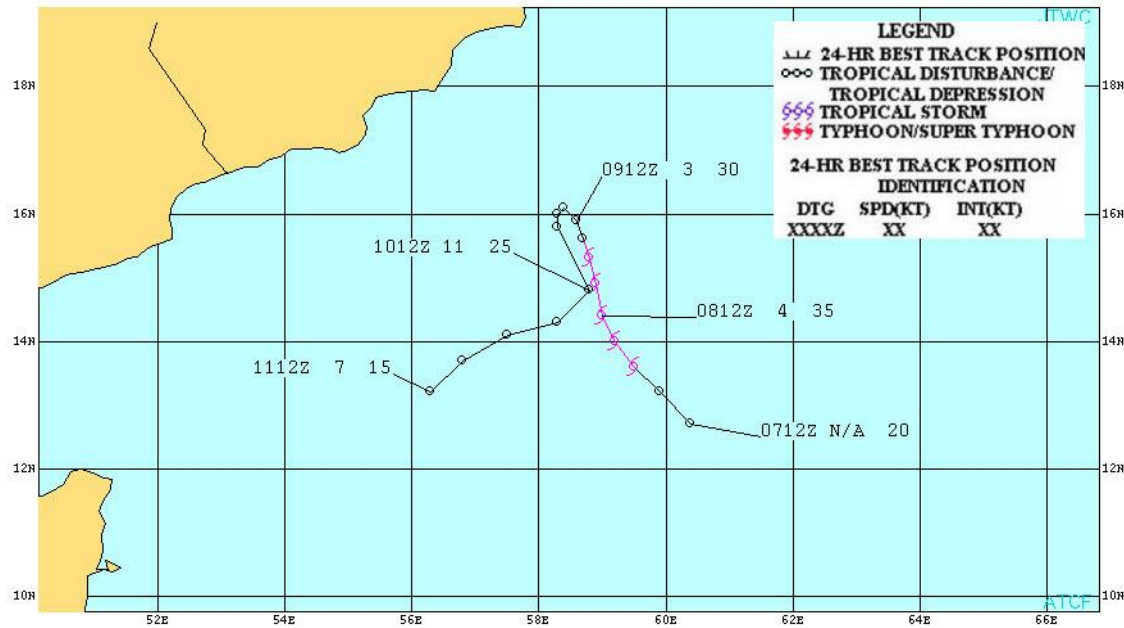 JTWC
LEGEND
24-HR BEST TRACK POSITION
TROPICAL DISTURBANCE/
TROPICAL DEPRESSION
TROPICAL STORM
TYPHOON/SUPER TYPHOON
24-HR BEST TRACK POSITION
IDENTIFICATION
DTG SPD(KT) INT(KT)
XXXXZ XX XX
18N 18N
0912Z 3 30
16N 16N
1012Z 11 25
0812Z 4 35
14N 14N
1112Z 7 15
0712Z N/A 20
12N 12N
10N 10N
ATCF
52E 54E 56E 58E 60E 62E 64E 66E